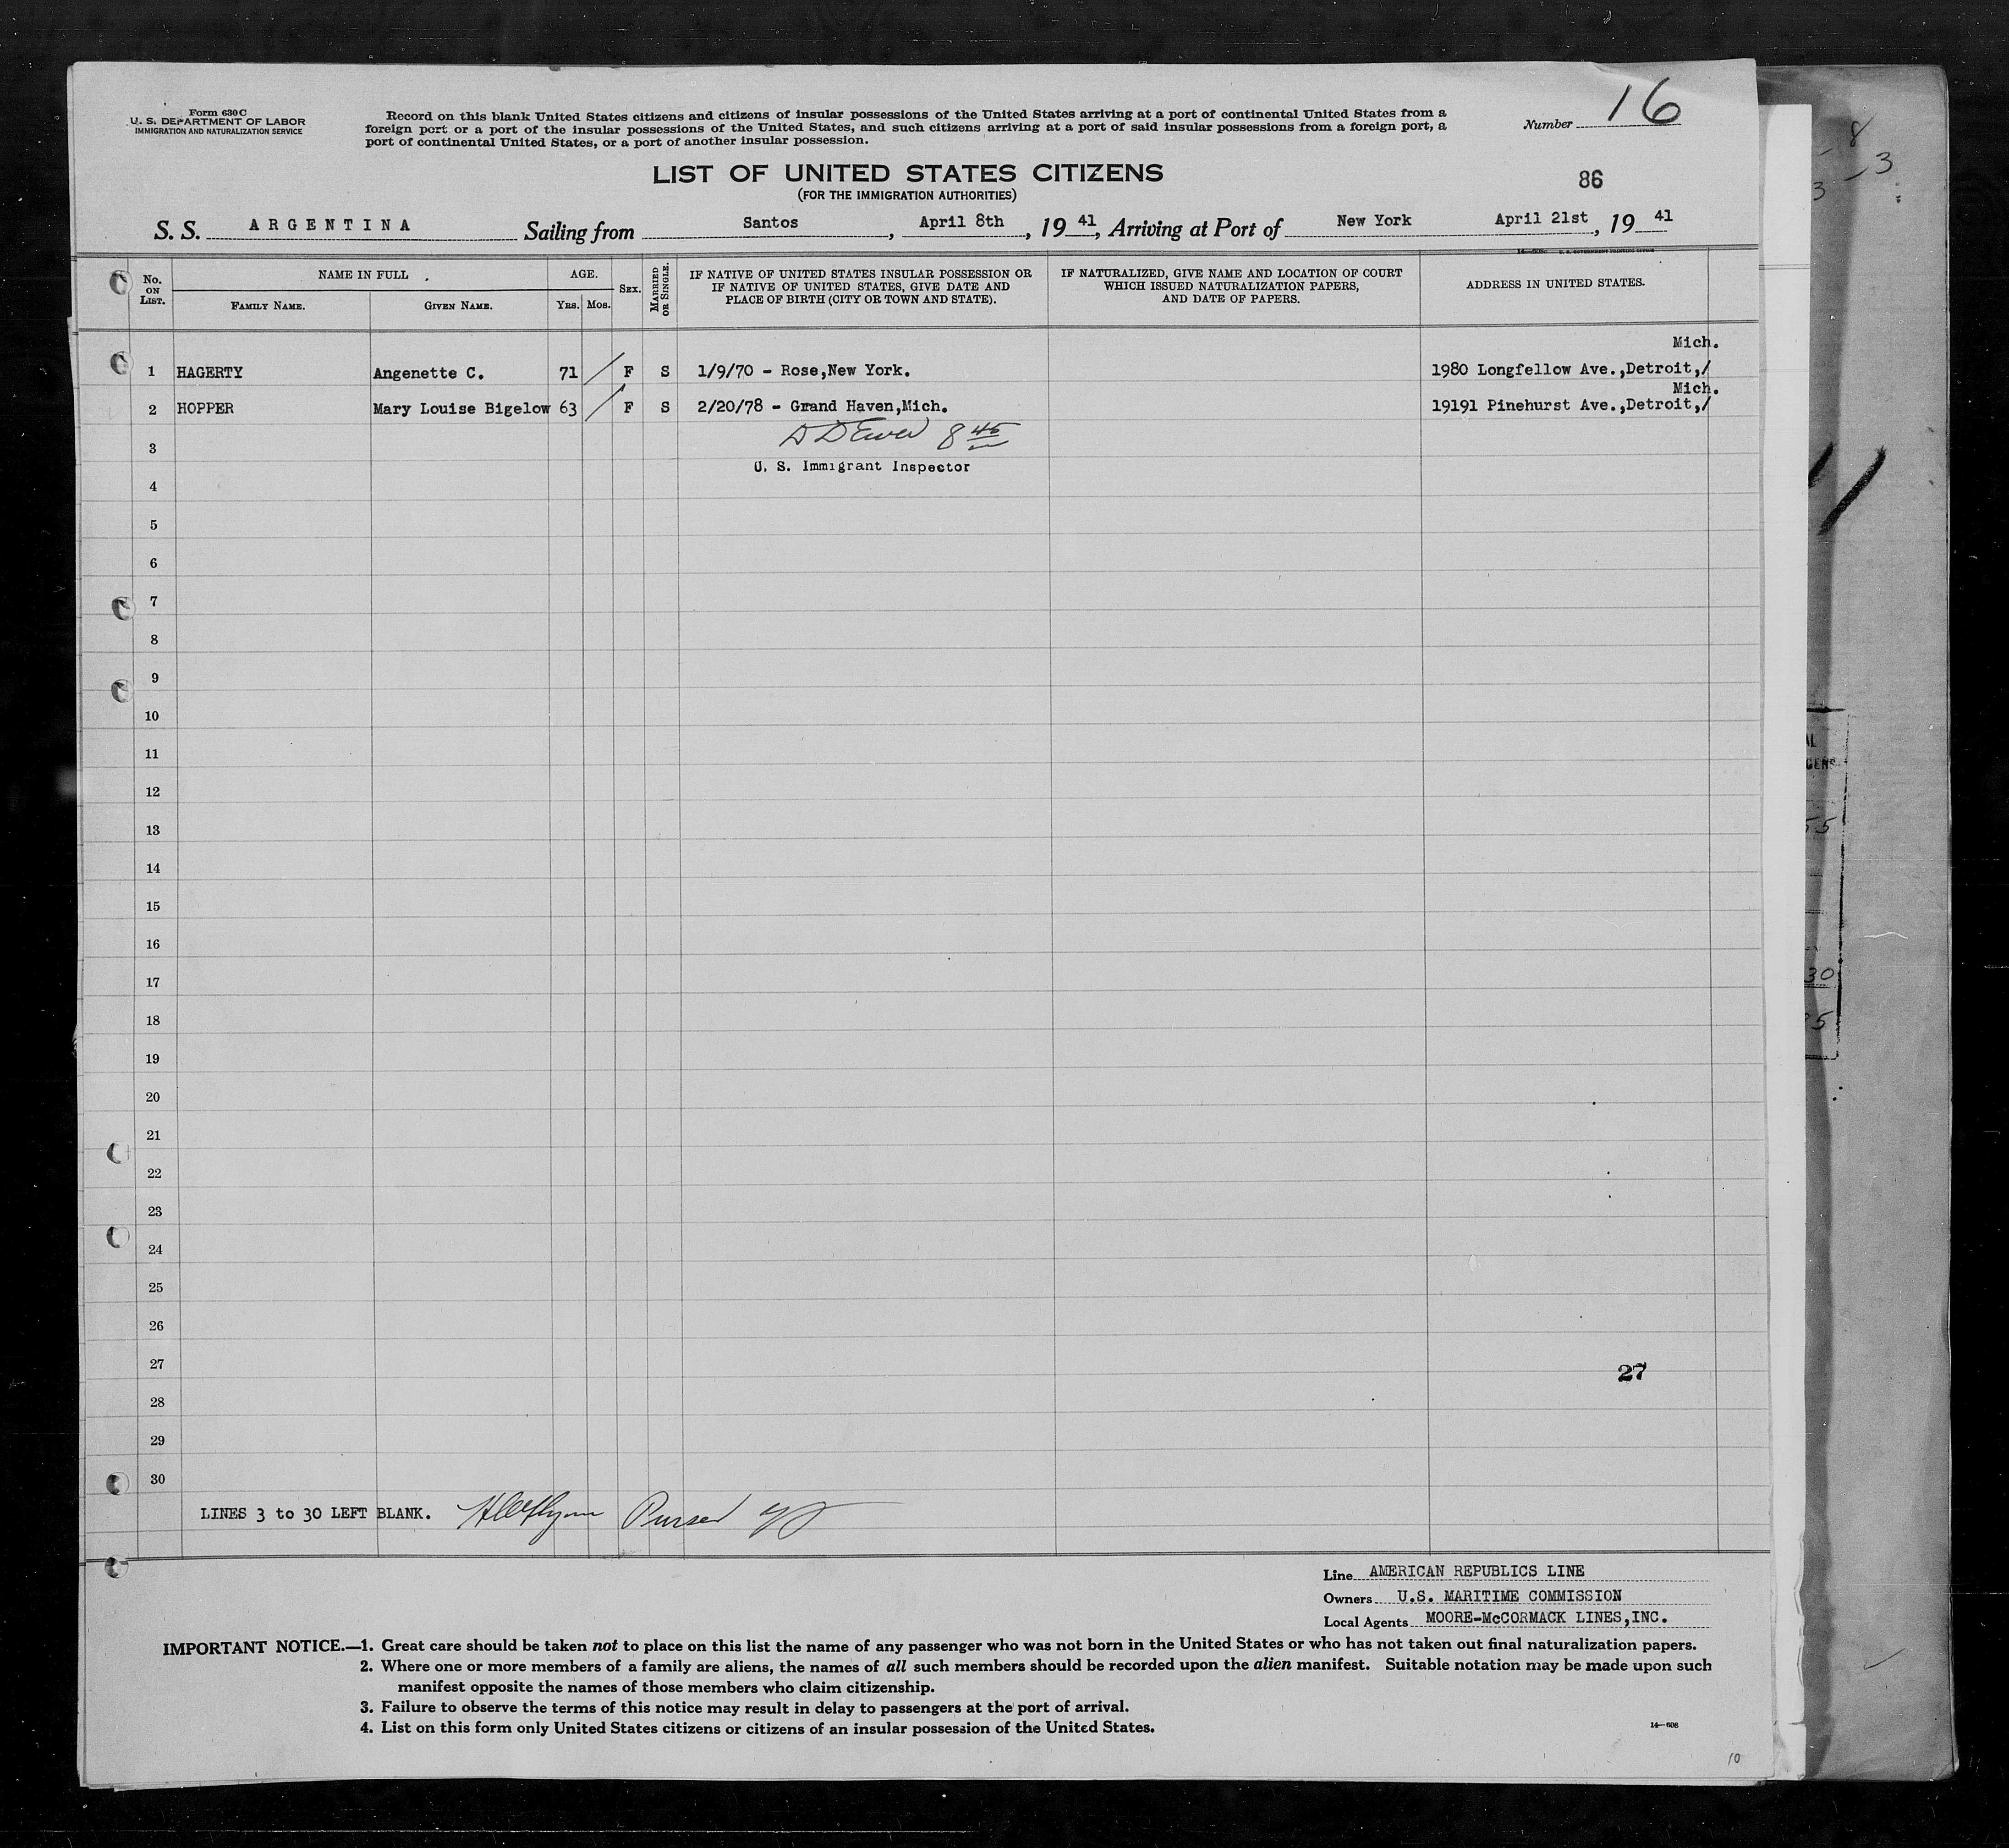 Form 630 C
U. S. DEPARTMENT OF LABOR
IMMIGRATION AND NATURALIZATION SERVICE
Record on this blank United States citizens and citizens of insular possessions of the United States arriving at a port of continental United States from a
foreign port or a port of the insular possessions of the United States, and such citizens arriving at a port of said insular possessions from a foreign port, a
port of continental United States, or a port of another insular possession.
Number 16
LIST OF UNITED STATES CITIZENS
(FOR THE IMMIGRATION AUTHORITIES)
86
S. S. ARGENTINA Sailing from Santos, April 8th, 19 41, Arriving at Port of New York April 21st, 19 41
No. ON LIST.
NAME IN FULL
FAMILY NAME. GIVEN NAME.
AGE.
YRS. MOS.
SEX.
MARRIED OR SINGLE.
IF NATIVE OF UNITED STATES INSULAR POSSESSION OR
IF NATIVE OF UNITED STATES, GIVE DATE AND
PLACE OF BIRTH (CITY OR TOWN AND STATE).
IF NATURALIZED, GIVE NAME AND LOCATION OF COURT
WHICH ISSUED NATURALIZATION PAPERS,
AND DATE OF PAPERS.
ADDRESS IN UNITED STATES.
Mich.
1 HAGERTY Angenette C. 71 / F S 1/9/70 - Rose,New York. 1980 Longfellow Ave.,Detroit,/
Mich.
2 HOPPER Mary Louise Bigelow 63 / F S 2/20/78 - Grand Haven,Mich. 19191 Pinehurst Ave.,Detroit,/
8 45
3
U. S. Immigrant Inspector
4
5
6
7
8
9
10
11
12
13
14
15
16
17
18
19
20
21
22
23
24
25
26
27 27
28
29
30
LINES 3 to 30 LEFT BLANK. Purser
Line AMERICAN REPUBLICS LINE
Owners U.S. MARITIME COMMISSION
Local Agents MOORE-McCORMACK LINES,INC.
IMPORTANT NOTICE.—1. Great care should be taken not to place on this list the name of any passenger who was not born in the United States or who has not taken out final naturalization papers.
2. Where one or more members of a family are aliens, the names of all such members should be recorded upon the alien manifest. Suitable notation may be made upon such
manifest opposite the names of those members who claim citizenship.
3. Failure to observe the terms of this notice may result in delay to passengers at the port of arrival.
4. List on this form only United States citizens or citizens of an insular possession of the United States.
14—608
10